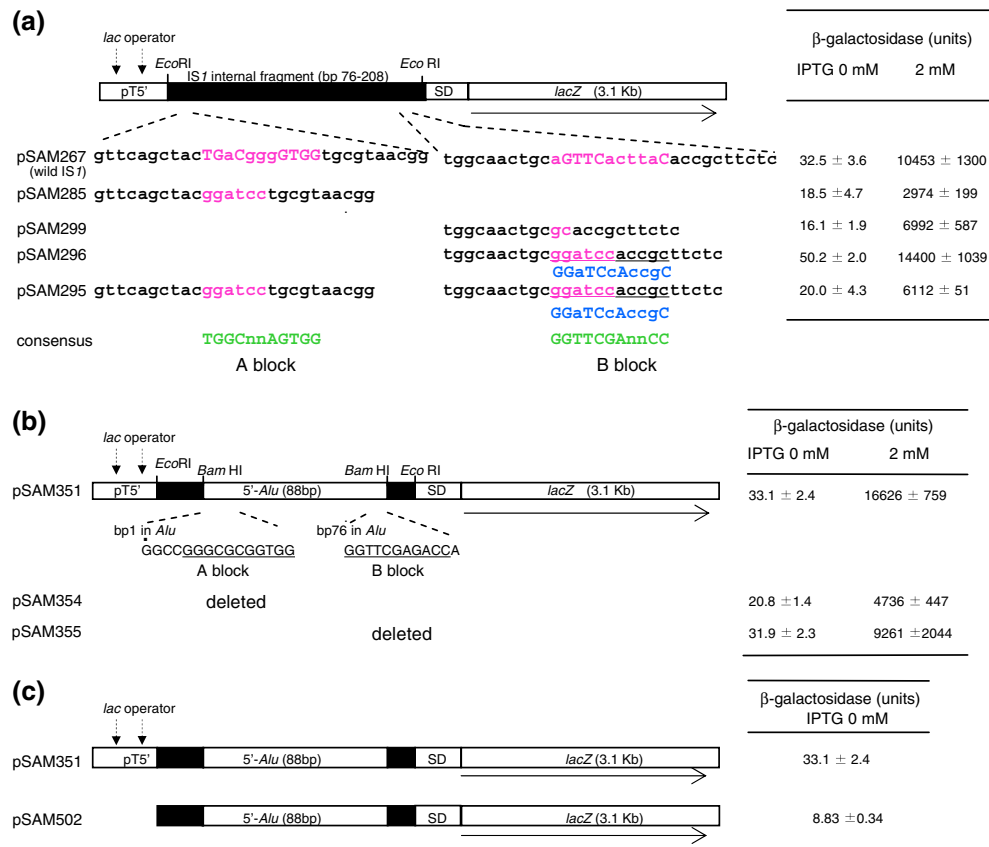 (a)
lac operator
EcoRI
IS1 internal fragment (bp 76-208)
Eco RI
pT5'
SD
lacZ (3.1 Kb)
β-galactosidase (units)
IPTG 0 mM 2 mM
pSAM267 gttcagctacTGaCgggGTGGtgcgtaacgg tggcaactgcaGTTCacttaCaccgcttctc 32.5 ± 3.6 10453 ± 1300
(wild IS1)
pSAM285 gttcagctacggatcctgcgtaacgg 18.5 ±4.7 2974 ± 199
pSAM299 tggcaactgcgcaccgcttctc 16.1 ± 1.9 6992 ± 587
pSAM296 tggcaactgcggatccaccgcttctc 50.2 ± 2.0 14400 ± 1039
GGaTCcAccgC
pSAM295 gttcagctacggatcctgcgtaacgg tggcaactgcggatccaccgcttctc 20.0 ± 4.3 6112 ± 51
GGaTCcAccgC
consensus TGGCnnAGTGG GGTTCGAnnCC
A block B block
(b)
lac operator
EcoRI
Bam HI
Bam HI
Eco RI
β-galactosidase (units)
IPTG 0 mM 2 mM
pSAM351 pT5' 5'-Alu (88bp) SD lacZ (3.1 Kb) 33.1 ± 2.4 16626 ± 759
bp1 in Alu bp76 in Alu
GGCCGGGCGCGGTGG GGTTCGAGACCA
A block B block
pSAM354 deleted 20.8 ±1.4 4736 ± 447
pSAM355 deleted 31.9 ± 2.3 9261 ±2044
(c)
lac operator
β-galactosidase (units)
IPTG 0 mM
pSAM351 pT5' 5'-Alu (88bp) SD lacZ (3.1 Kb) 33.1 ± 2.4
pSAM502 5'-Alu (88bp) SD lacZ (3.1 Kb) 8.83 ±0.34